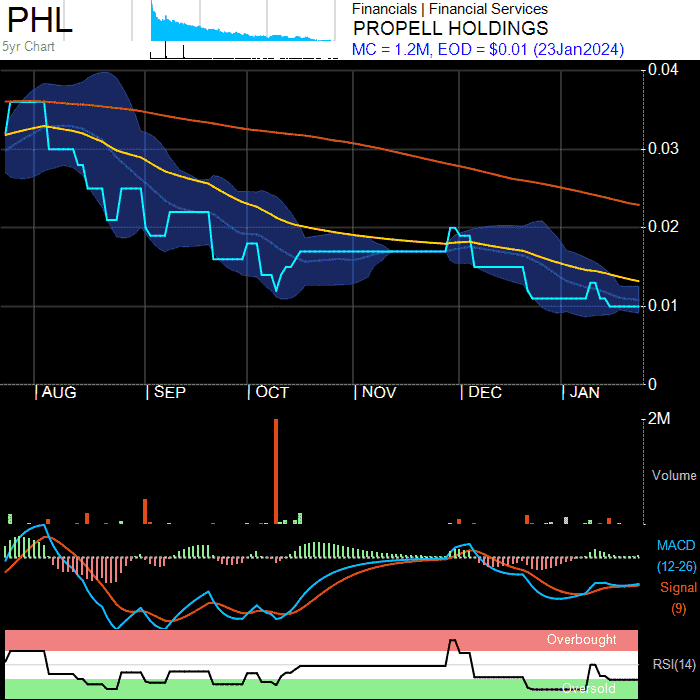 PHL
5yr Chart
Financials | Financial Services
PROPELL HOLDINGS
MC = 1.2M, EOD = $0.01 (23Jan2024)
0.04
0.03
0.02
0.01
0
| AUG | SEP | OCT | NOV | DEC | JAN
2M
Volume
MACD
(12-26)
Signal
(9)
Overbought
RSI(14)
Oversold